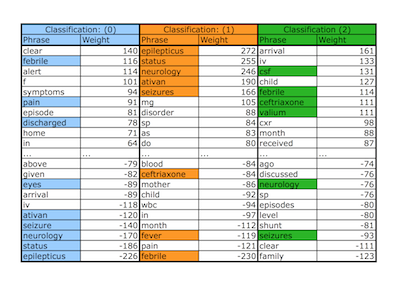 Classification: (0) Classification: (1) Classification (2)
Phrase Weight Phrase Weight Phrase Weight
clear 140 epilepticus 272 arrival 161
febrile 116 status 255 iv 133
alert 114 neurology 246 csf 131
f 101 ativan 190 child 127
symptoms 94 seizures 166 febrile 114
pain 91 mg 105 ceftriaxone 111
episode 81 disorder 88 valium 111
discharged 78 sp 84 cxr 98
home 71 as 83 month 88
in 64 do 80 received 87
... ... ... ... ... ...
above -79 blood -84 ago -74
given -82 ceftriaxone -84 discussed -76
eyes -89 mother -86 neurology -76
arrival -89 child -92 sp -76
iv -118 wbc -94 episodes -80
ativan -120 in -97 level -80
seizure -140 month -112 shunt -81
neurology -170 fever -119 seizures -93
status -186 pain -121 clear -111
epilepticus -226 febrile -230 family -123